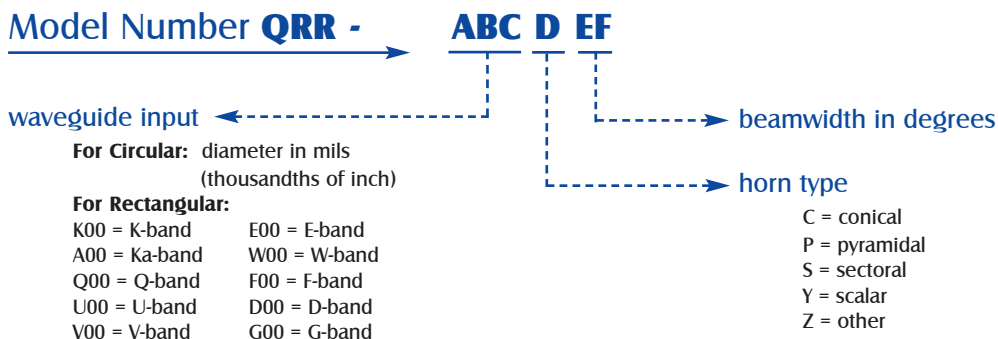 Model Number QRR - ABC D EF
waveguide input
beamwidth in degrees
For Circular: diameter in mils
(thousandths of inch)
horn type
For Rectangular:
K00 = K-band E00 = E-band
A00 = Ka-band W00 = W-band
Q00 = Q-band F00 = F-band
U00 = U-band D00 = D-band
V00 = V-band G00 = G-band
C = conical
P = pyramidal
S = sectoral
Y = scalar
Z = other